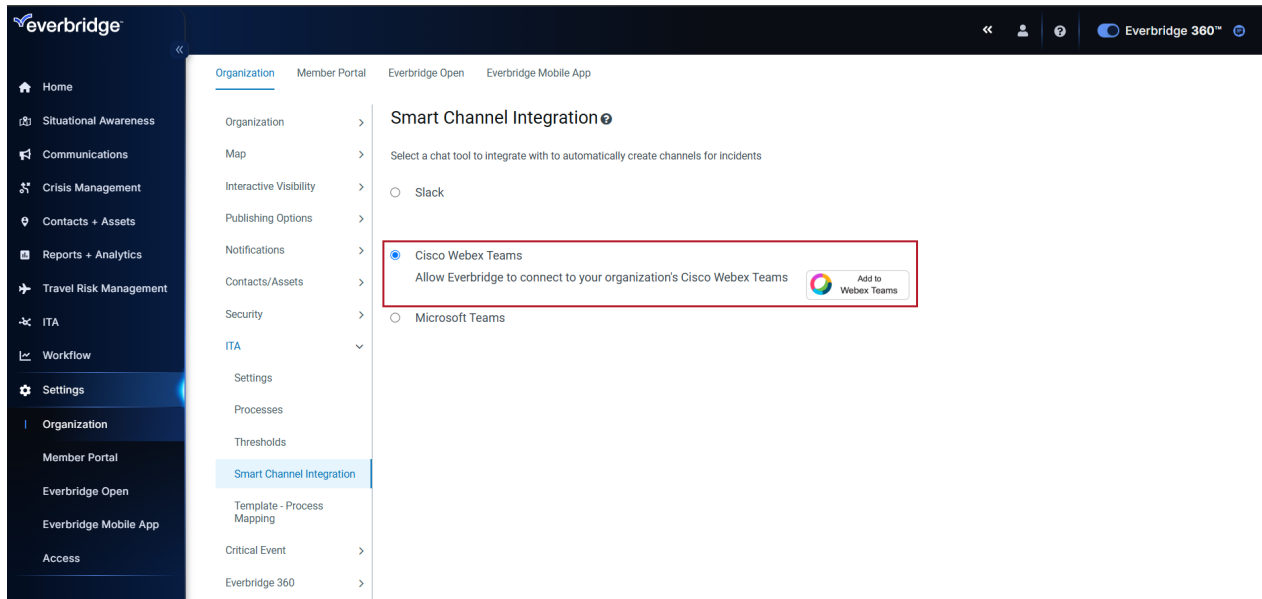 everbridge™
Everbridge 360™
Home
Situational Awareness
Communications
Crisis Management
Contacts + Assets
Reports + Analytics
Travel Risk Management
ITA
Workflow
Settings
Organization
Member Portal
Everbridge Open
Everbridge Mobile App
Access
Organization Member Portal Everbridge Open Everbridge Mobile App
Organization
Map
Interactive Visibility
Publishing Options
Notifications
Contacts/Assets
Security
ITA
Settings
Processes
Thresholds
Smart Channel Integration
Template - Process
Mapping
Critical Event
Everbridge 360
Smart Channel Integration
Select a chat tool to integrate with to automatically create channels for incidents
Slack
Cisco Webex Teams
Allow Everbridge to connect to your organization's Cisco Webex Teams
Add to
Webex Teams
Microsoft Teams